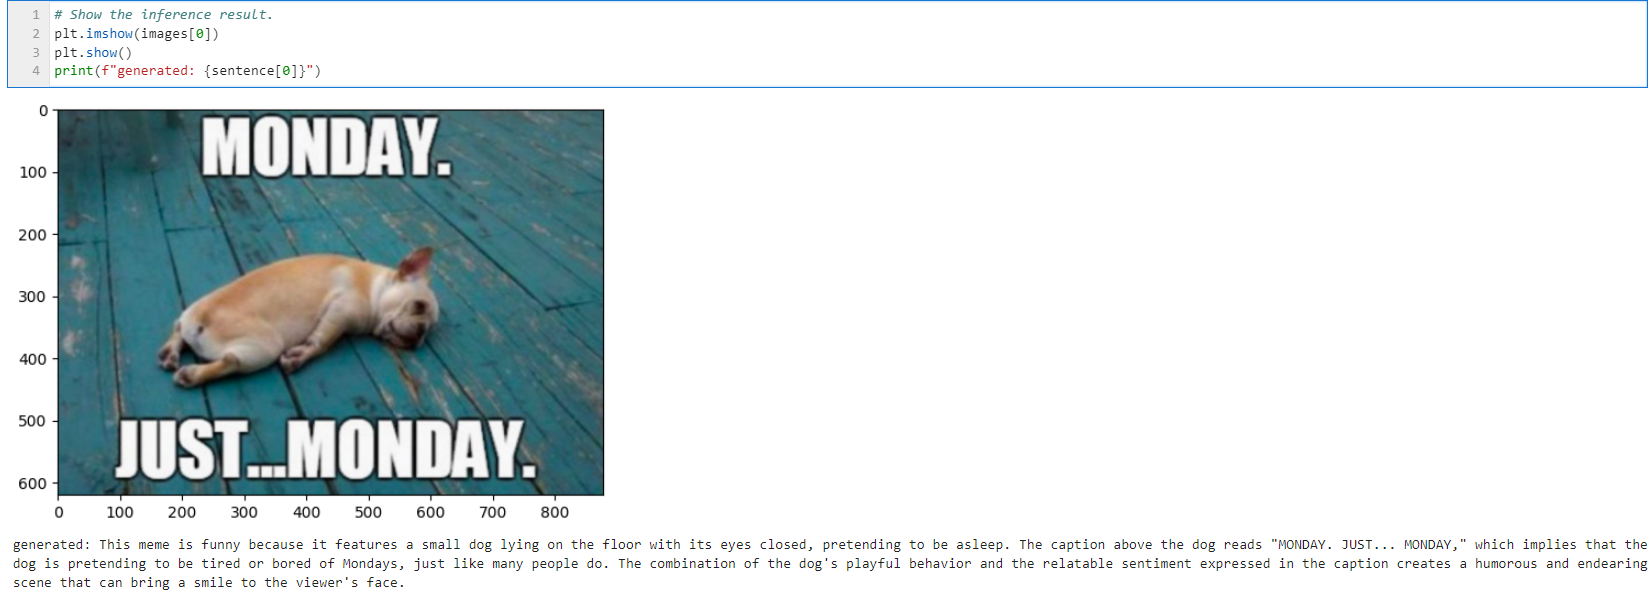 1 # Show the inference result.
2 plt.imshow(images[0])
3 plt.show()
4 print(f"generated: {sentence[0]}")
0
MONDAY.
100
200
300
400
JUST...MONDAY.
500
600
0 100 200 300 400 500 600 700 800
generated: This meme is funny because it features a small dog lying on the floor with its eyes closed, pretending to be asleep. The caption above the dog reads "MONDAY. JUST... MONDAY," which implies that the
dog is pretending to be tired or bored of Mondays, just like many people do. The combination of the dog's playful behavior and the relatable sentiment expressed in the caption creates a humorous and endearing
scene that can bring a smile to the viewer's face.